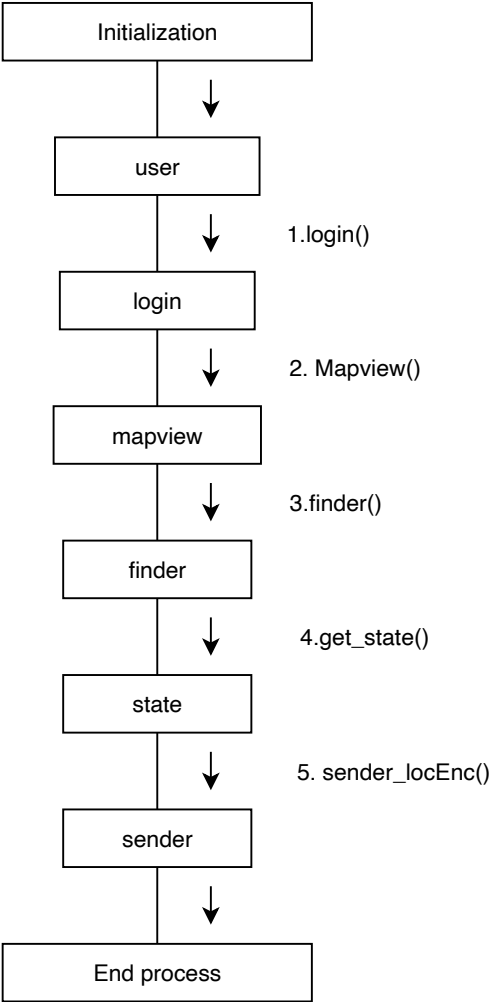 Initialization
user
1.login()
login
2. Mapview()
mapview
3.finder()
finder
4.get_state()
state
5. sender_locEnc()
sender
End process